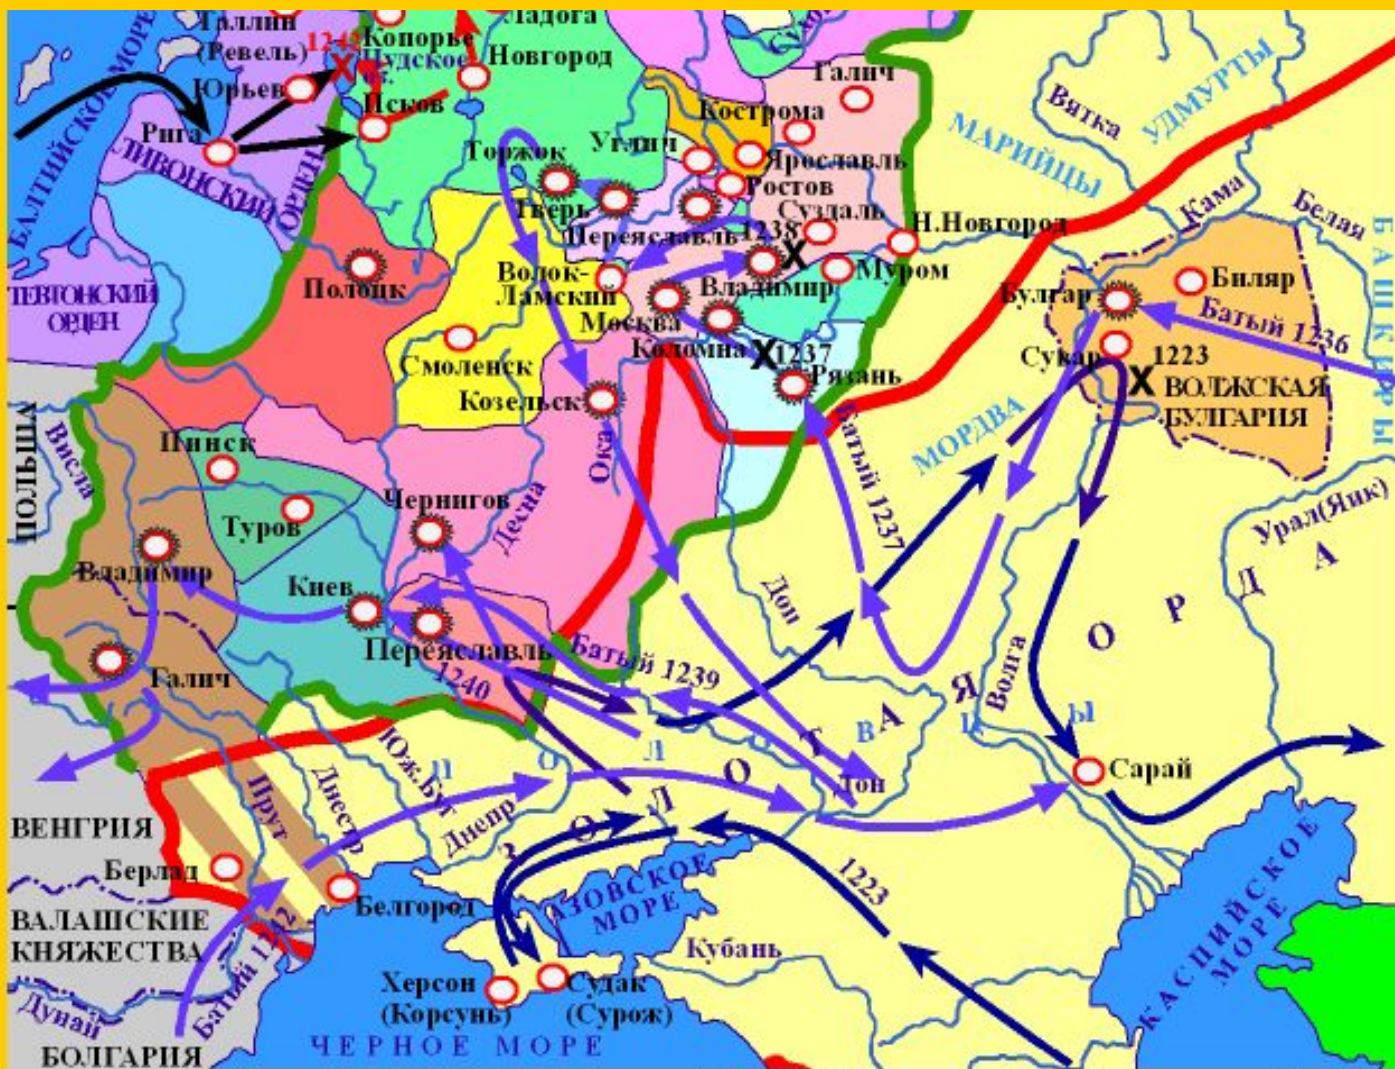 Таллин
(Ревель)
1242
Копорье
Чудское
оз.
Ладога
Новгород
Юрьев
Псков
Рига
БАЛТИЙСКОЕ МОРЕ
ЛИВОНСКИЙ
ОРДЕН
ТЕВТОНСКИЙ
ОРДЕН
Торжок
Тверь
Углич
Кострома
Галич
Ярославль
Ростов
Суздаль
Переяславль
1238
Н.Новгород
Муром
Владимир
Волок-
Ламский
Москва
Коломна
1237
Рязань
Полоцк
Смоленск
Козельск
Вятка
УДМУРТЫ
МАРИЙЦЫ
Кама
Белая
БАШКИРЫ
Биляр
Булгар
Батый 1236
Сукар
1223
ВОЛЖСКАЯ
БУЛГАРИЯ
МОРДВА
Батый 1237
Урал(Яик)
ПОЛЬША
Висла
Пинск
Туров
Чернигов
Десна
Ока
Владимир
Киев
Переяславль
1240
Батый 1239
Галич
Дон
Волга
ЗОЛОТАЯ ОРДА
ПОЛОВЦЫ
Дон
Сарай
ВЕНГРИЯ
Прут
Днестр
Юж.Буг
Днепр
Берлад
Белгород
ВАЛАШСКИЕ
КНЯЖЕСТВА
Батый 1242
Дунай
БОЛГАРИЯ
АЗОВСКОЕ
МОРЕ
1223
Кубань
Херсон
(Корсунь)
Судак
(Сурож)
ЧЕРНОЕ МОРЕ
КАСПИЙСКОЕ
МОРЕ